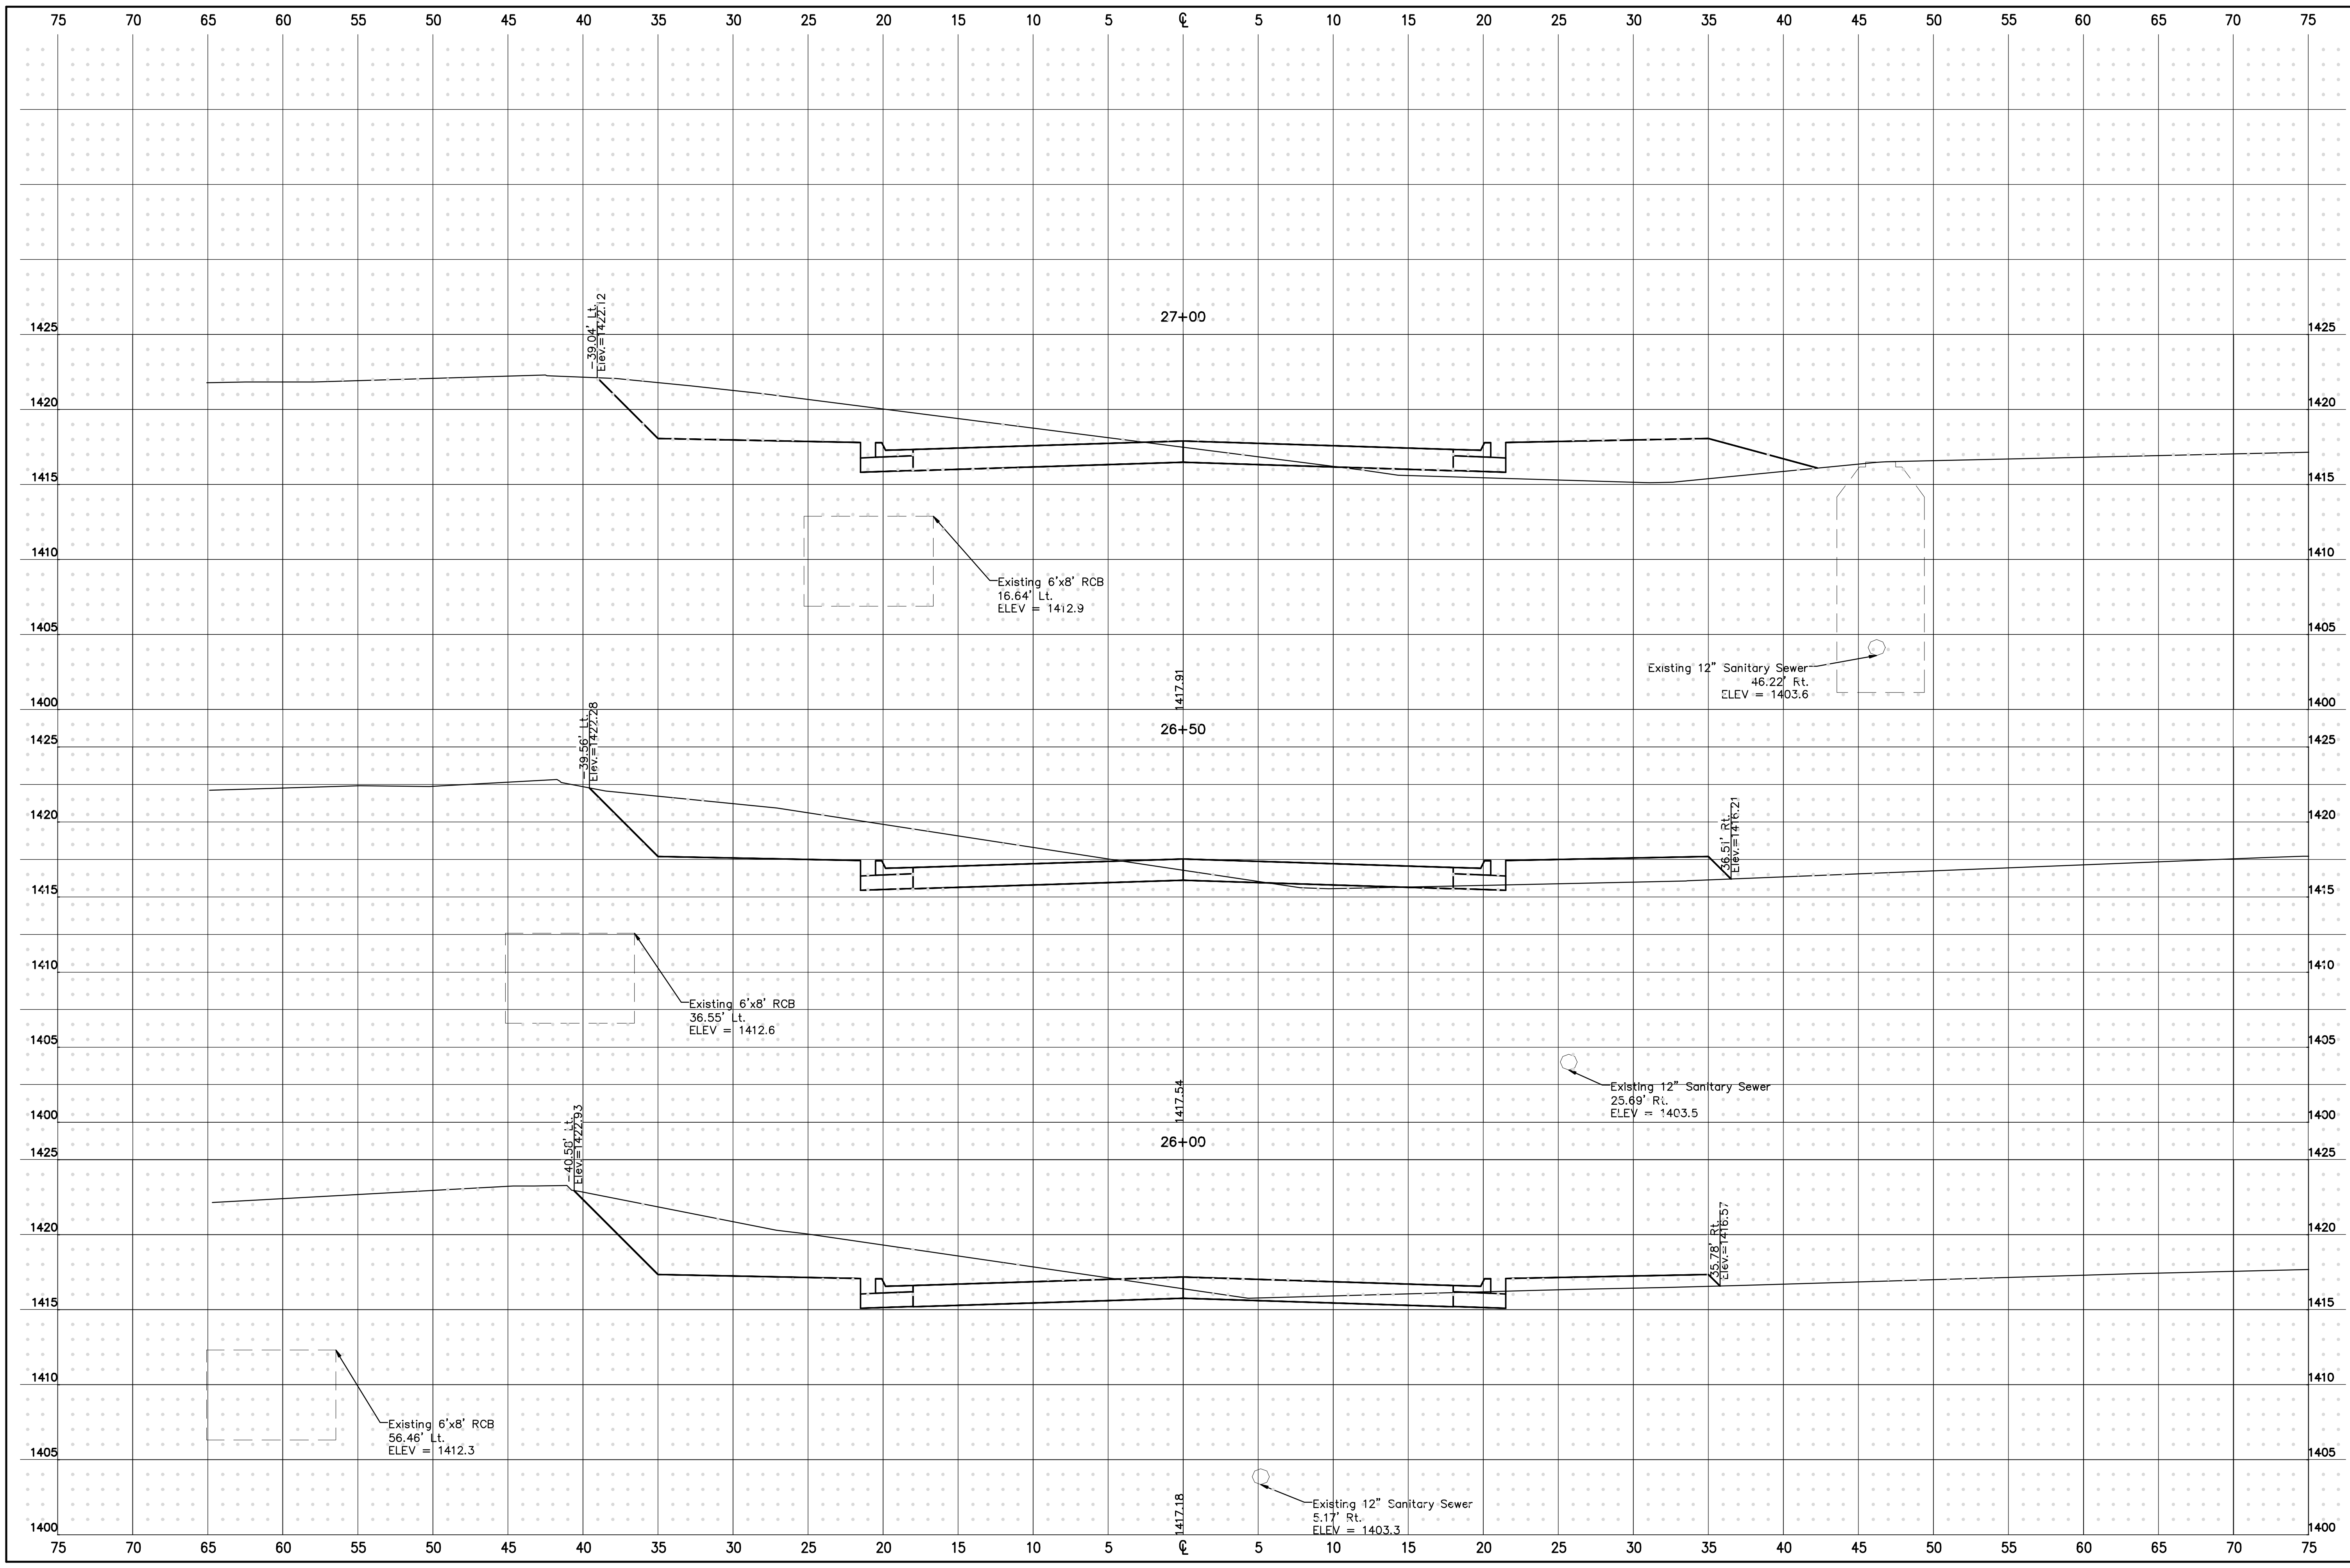 75 70 65 60 55 50 45 40 35 30 25 20 15 10 5 ℄ 5 10 15 20 25 30 35 40 45 50 55 60 65 70 75
27+00
-39.04' Lt.
Elev.=1422.12
1425 1425
1420 1420
1415 1415
1410 1410
Existing 6'x8' RCB
16.64' Lt.
ELEV = 1412.9
1405 1405
Existing 12" Sanitary Sewer
46.22' Rt.
ELEV = 1403.6
1417.91
1400 1400
26+50
-39.56' Lt.
Elev.=1422.28
1425 1425
1420 1420
36.51' Rt.
Elev.=1416.21
1415 1415
1410 1410
Existing 6'x8' RCB
36.55' Lt.
ELEV = 1412.6
1405 1405
Existing 12" Sanitary Sewer
25.69' Rt.
ELEV = 1403.5
1417.54
1400 1400
26+00
Lt.
Elev.=1422.93
1425 1425
1420 1420
35.78' Rt.
Elev.=1416.57
1415 1415
1410 1410
Existing 6'x8' RCB
56.46' Lt.
ELEV = 1412.3
1405 1405
Existing 12" Sanitary Sewer
5.17' Rt.
ELEV = 1403.3
1417.18
1400 1400
75 70 65 60 55 50 45 40 35 30 25 20 15 10 5 ℄ 5 10 15 20 25 30 35 40 45 50 55 60 65 70 75